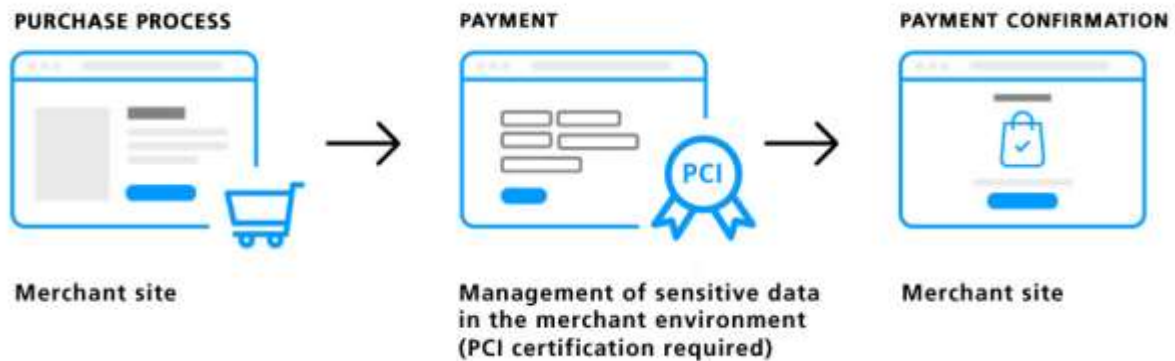 PURCHASE PROCESS
PAYMENT
PAYMENT CONFIRMATION
PCI
Merchant site
Management of sensitive data
in the merchant environment
(PCI certification required)
Merchant site